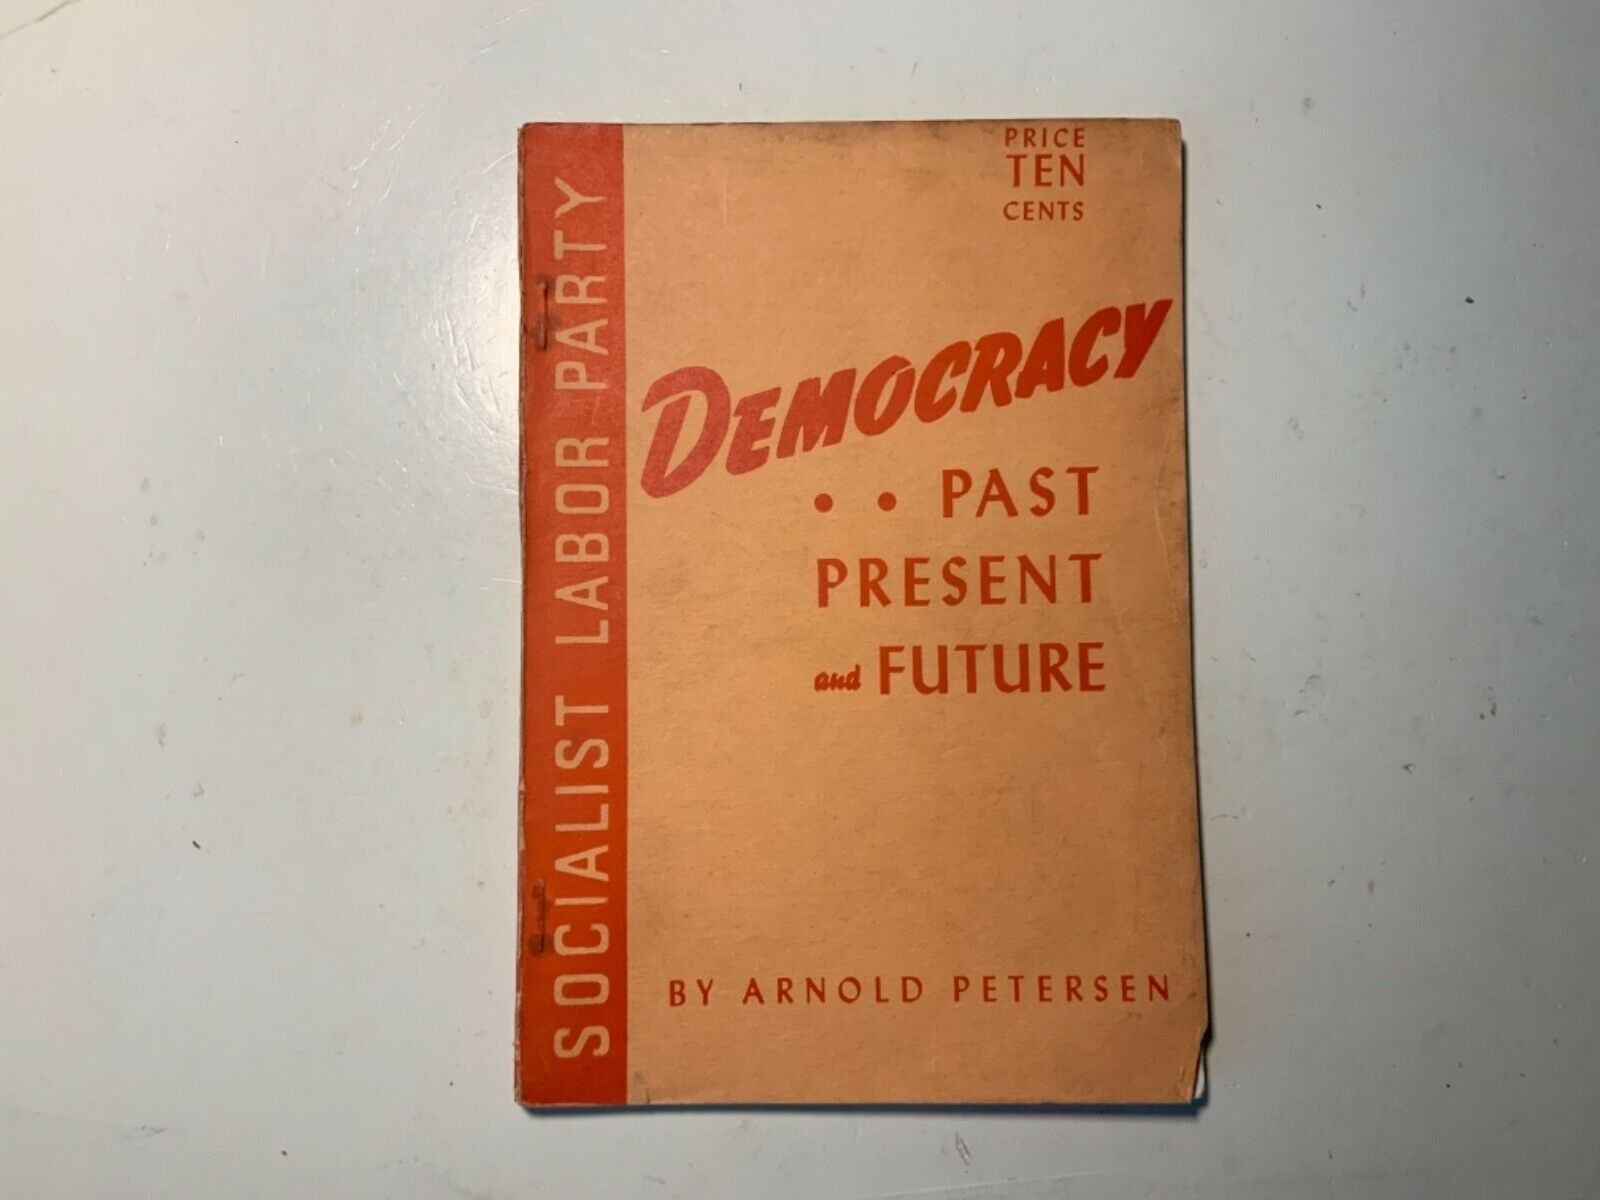 PRICE
TEN
CENTS
SOCIALIST LABOR PARTY
DEMOCRACY
. . PAST
PRESENT
and FUTURE
BY ARNOLD PETERSEN